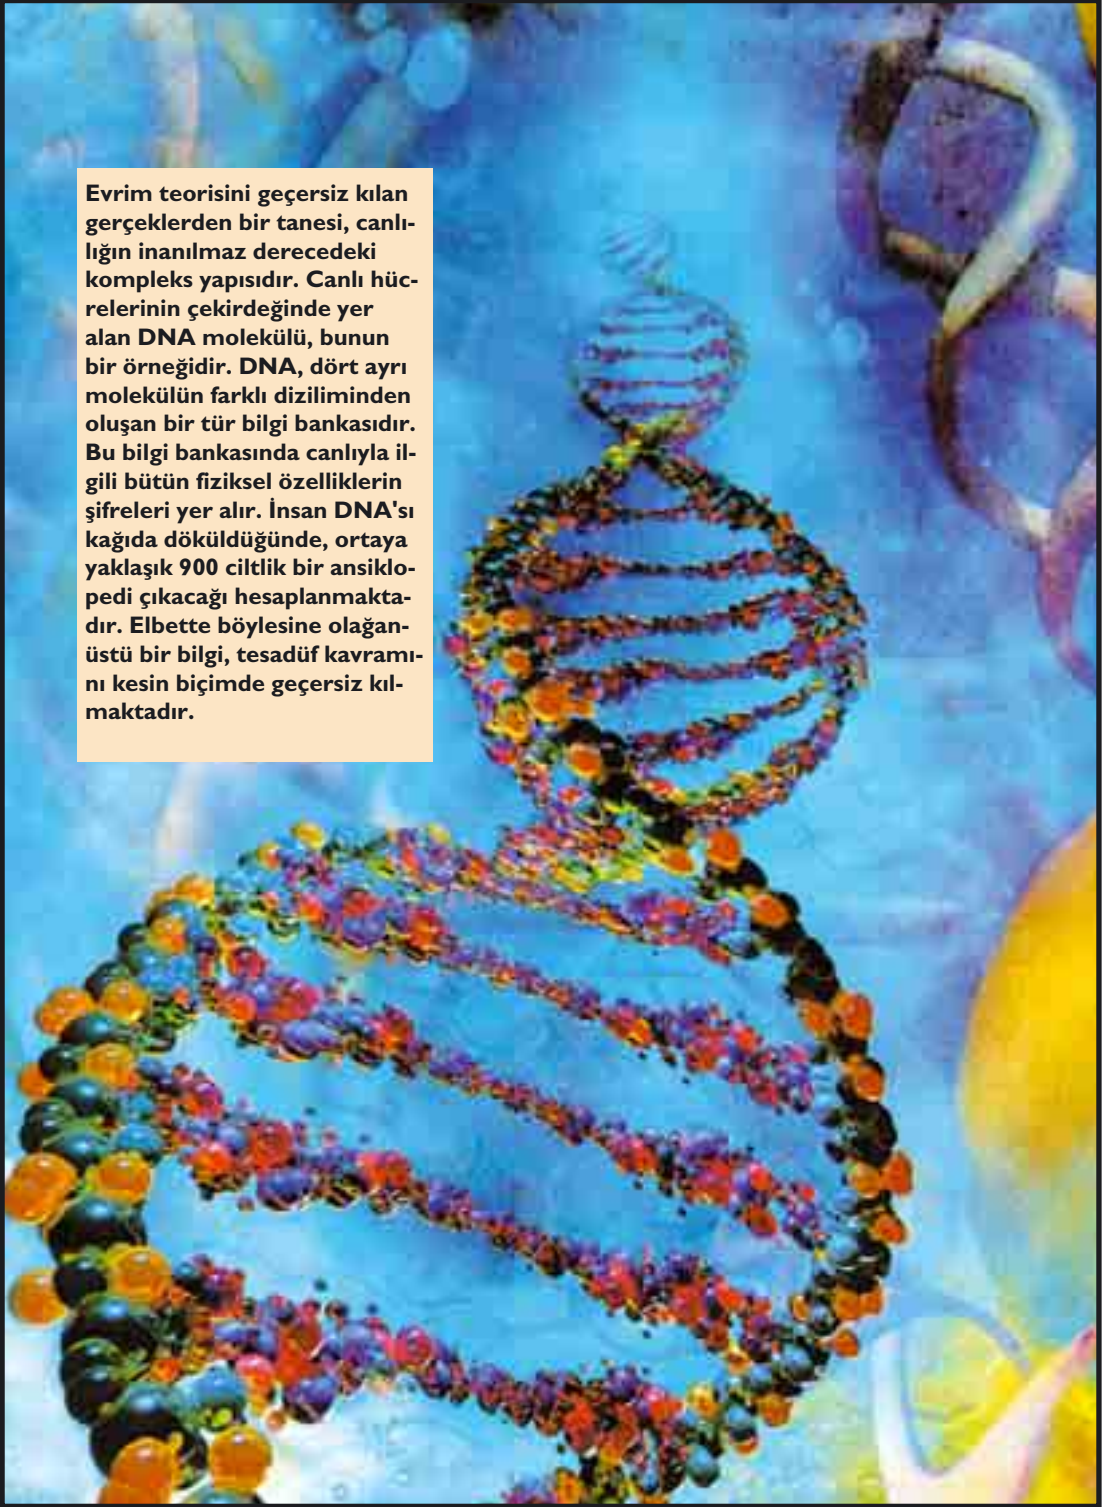 Evrim teorisini geçersiz kılan
gerçeklerden bir tanesi, canlı-
lığın inanılmaz derecedeki
kompleks yapısıdır. Canlı hüc-
relerinin çekirdeğinde yer
alan DNA molekülü, bunun
bir örneğidir. DNA, dört ayrı
molekülün farklı diziliminden
oluşan bir tür bilgi bankasıdır.
Bu bilgi bankasında canlıyla il-
gili bütün fiziksel özelliklerin
şifreleri yer alır. İnsan DNA'sı
kağıda döküldüğünde, ortaya
yaklaşık 900 ciltlik bir ansiklo-
pedi çıkacağı hesaplanmakta-
dır. Elbette böylesine olağan-
üstü bir bilgi, tesadüf kavramı-
nı kesin biçimde geçersiz kıl-
maktadır.